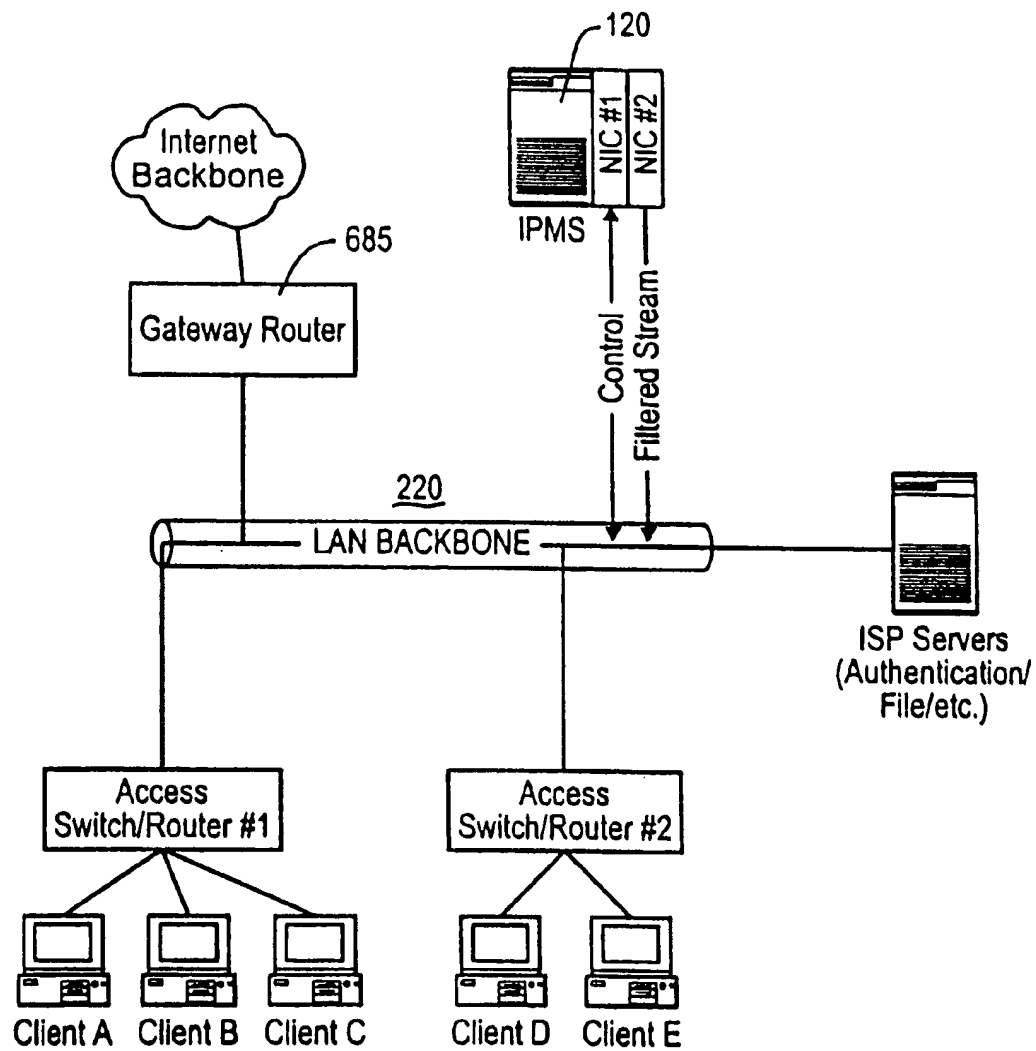 120
Internet
Backbone
NIC #1
NIC #2
IPMS
685
Gateway Router
Control
Filtered Stream
220
LAN BACKBONE
ISP Servers
(Authentication/
File/etc.)
Access
Switch/Router #1
Access
Switch/Router #2
Client A
Client B
Client C
Client D
Client E